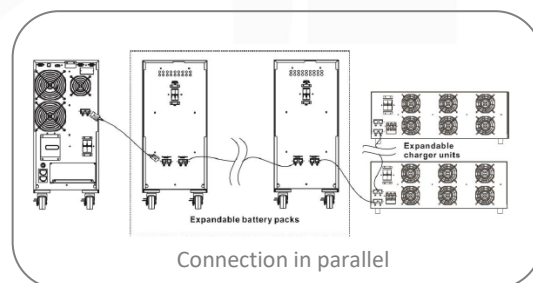 Expandable
charger units
Expandable battery packs
Connection in parallel